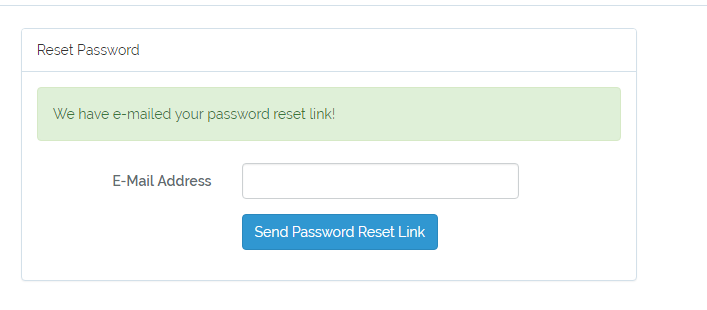 Reset Password
We have e-mailed your password reset link!
E-Mail Address
Send Password Reset Link